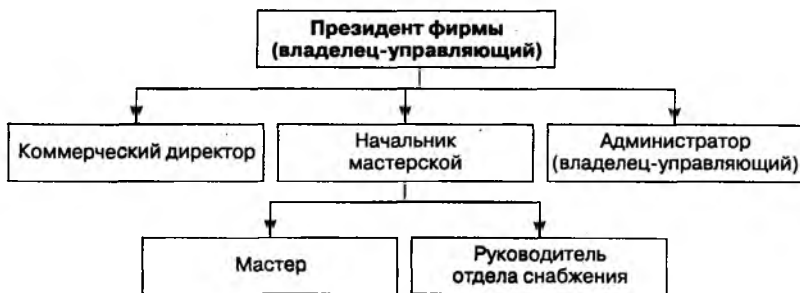 Президент фирмы
(владелец-управляющий)
Коммерческий директор
Начальник
мастерской
Администратор
(владелец-управляющий)
Мастер
Руководитель
отдела снабжения